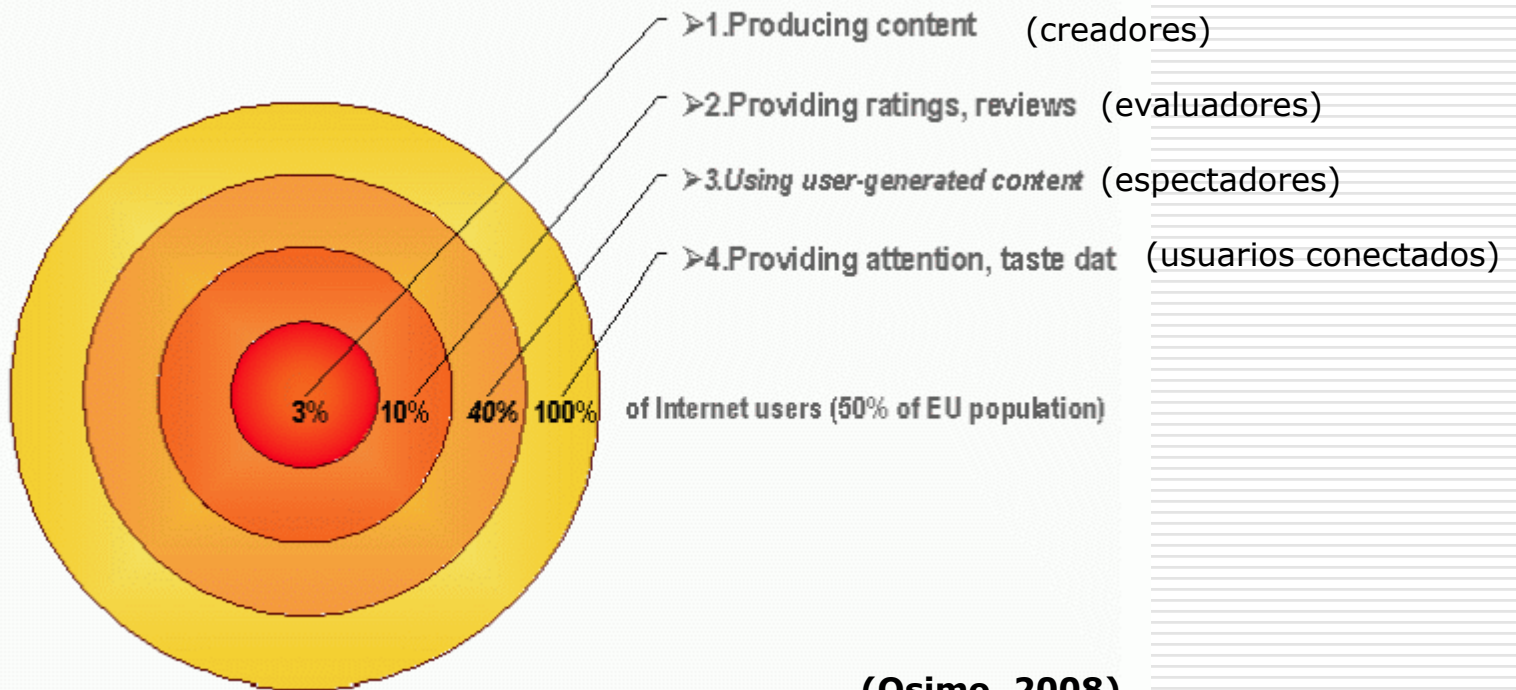 ➢1.Producing content (creadores)
➢2.Providing ratings, reviews (evaluadores)
➢3.Using user-generated content (espectadores)
➢4.Providing attention, taste dat (usuarios conectados)
3% 10% 40% 100% of Internet users (50% of EU population)
(Osimo, 2008)